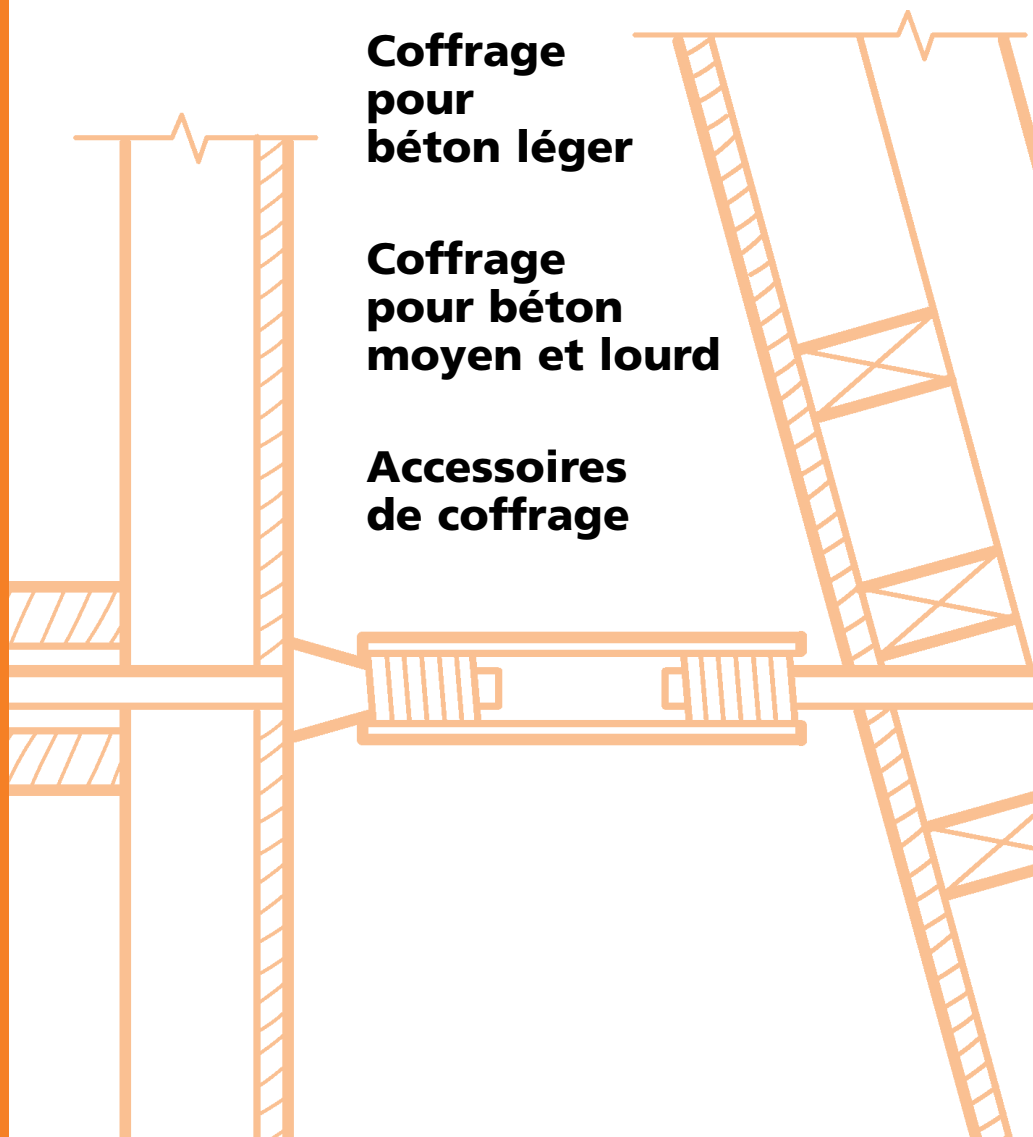 Coffrage
pour
béton léger
Coffrage
pour béton
moyen et lourd
Accessoires
de coffrage